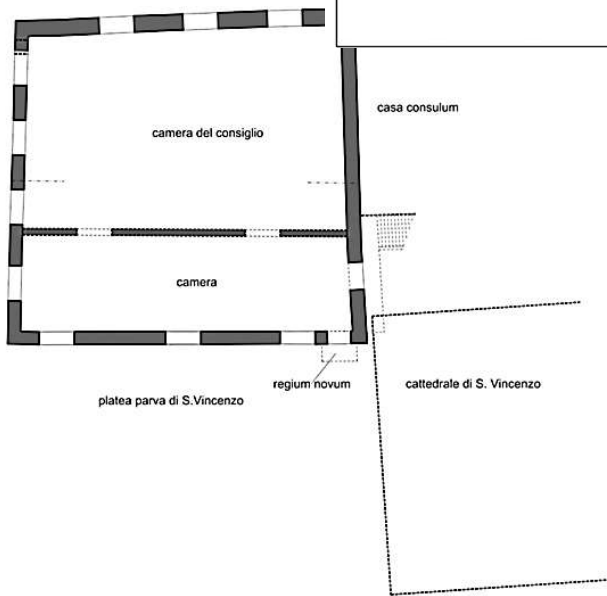 casa consulum
camera del consiglio
camera
regium novum
cattedrale di S. Vincenzo
platea parva di S.Vincenzo